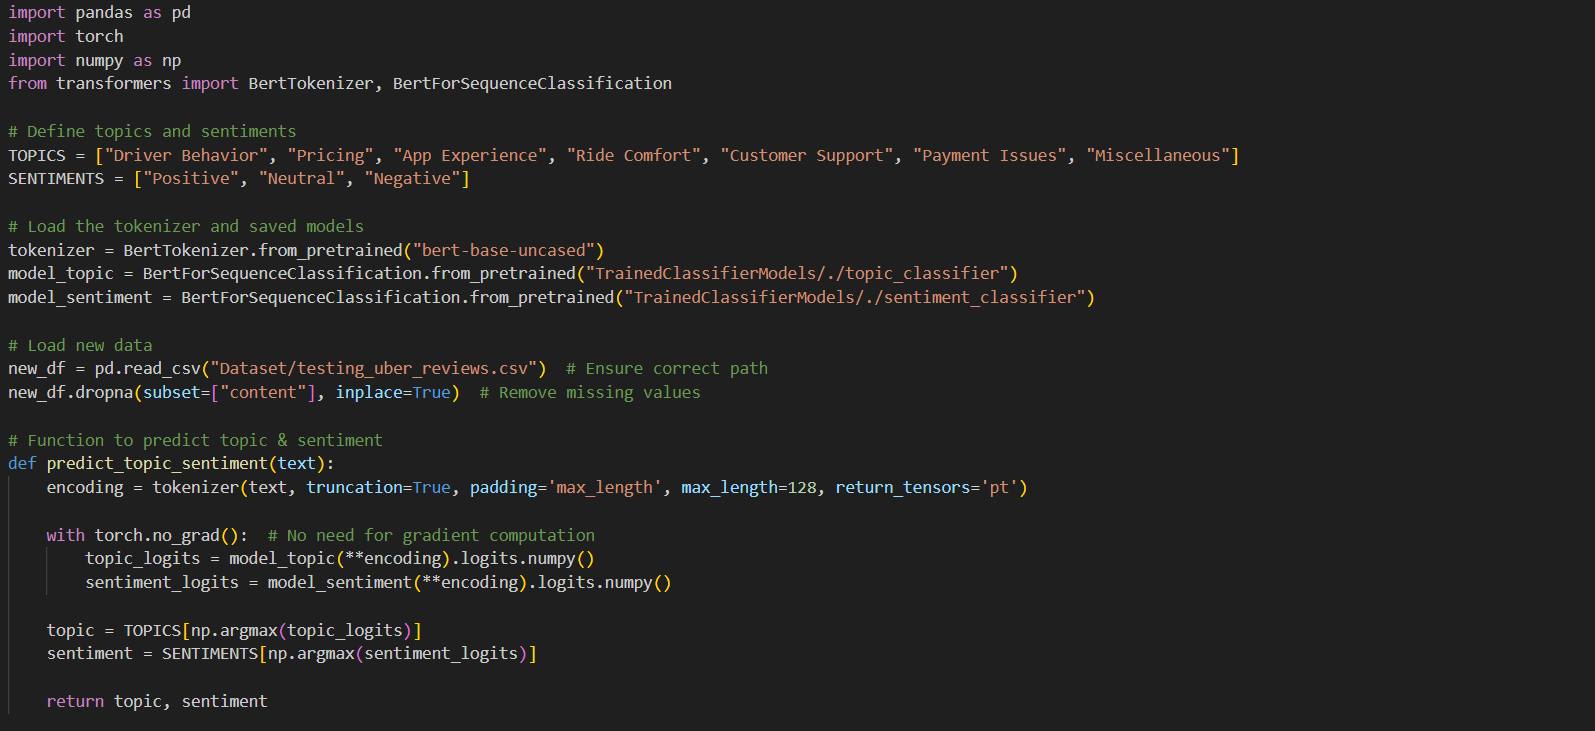 import pandas as pd
import torch
import numpy as np
from transformers import BertTokenizer, BertForSequenceClassification

# Define topics and sentiments
TOPICS = ["Driver Behavior", "Pricing", "App Experience", "Ride Comfort", "Customer Support", "Payment Issues", "Miscellaneous"]
SENTIMENTS = ["Positive", "Neutral", "Negative"]

# Load the tokenizer and saved models
tokenizer = BertTokenizer.from_pretrained("bert-base-uncased")
model_topic = BertForSequenceClassification.from_pretrained("TrainedClassifierModels/./topic_classifier")
model_sentiment = BertForSequenceClassification.from_pretrained("TrainedClassifierModels/./sentiment_classifier")

# Load new data
new_df = pd.read_csv("Dataset/testing_uber_reviews.csv")  # Ensure correct path
new_df.dropna(subset=["content"], inplace=True)  # Remove missing values

# Function to predict topic & sentiment
def predict_topic_sentiment(text):
    encoding = tokenizer(text, truncation=True, padding='max_length', max_length=128, return_tensors='pt')

    with torch.no_grad():  # No need for gradient computation
        topic_logits = model_topic(**encoding).logits.numpy()
        sentiment_logits = model_sentiment(**encoding).logits.numpy()

    topic = TOPICS[np.argmax(topic_logits)]
    sentiment = SENTIMENTS[np.argmax(sentiment_logits)]

    return topic, sentiment